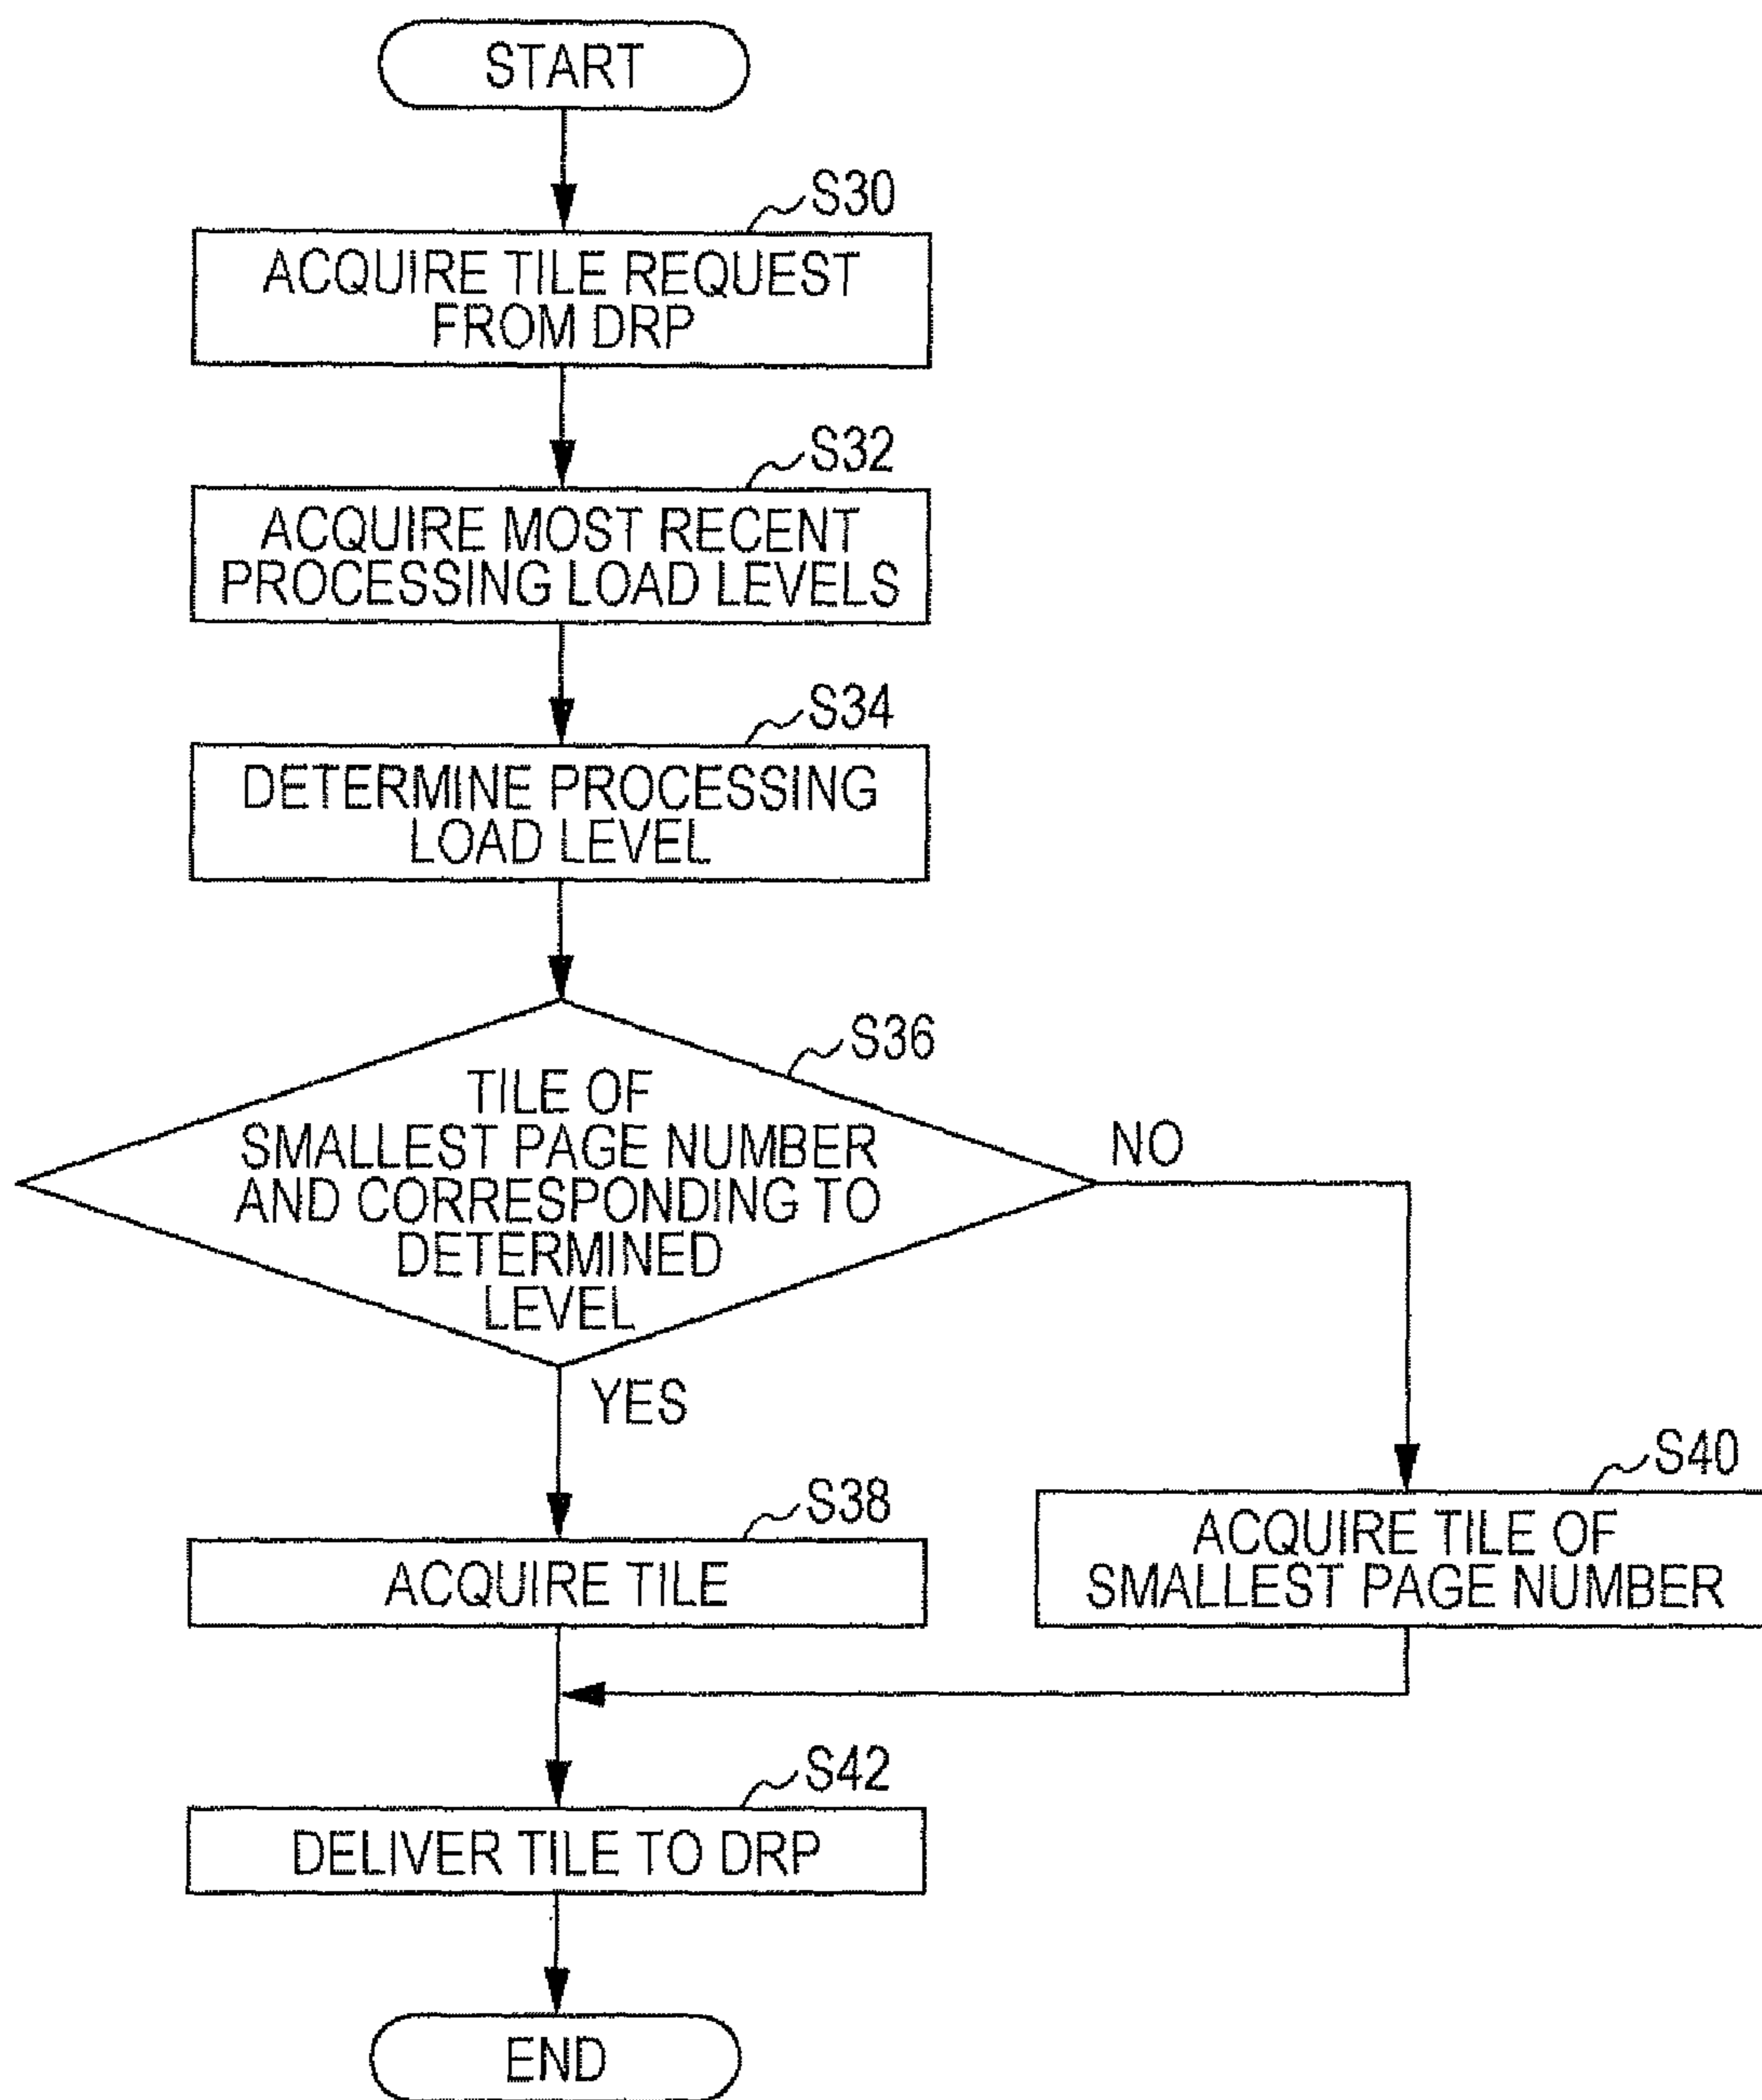 START
S30
ACQUIRE TILE REQUEST
FROM DRP
S32
ACQUIRE MOST RECENT
PROCESSING LOAD LEVELS
S34
DETERMINE PROCESSING
LOAD LEVEL
S36
TILE OF
SMALLEST PAGE NUMBER
AND CORRESPONDING TO
DETERMINED
LEVEL
NO
YES
S38
ACQUIRE TILE
S40
ACQUIRE TILE OF
SMALLEST PAGE NUMBER
S42
DELIVER TILE TO DRP
END